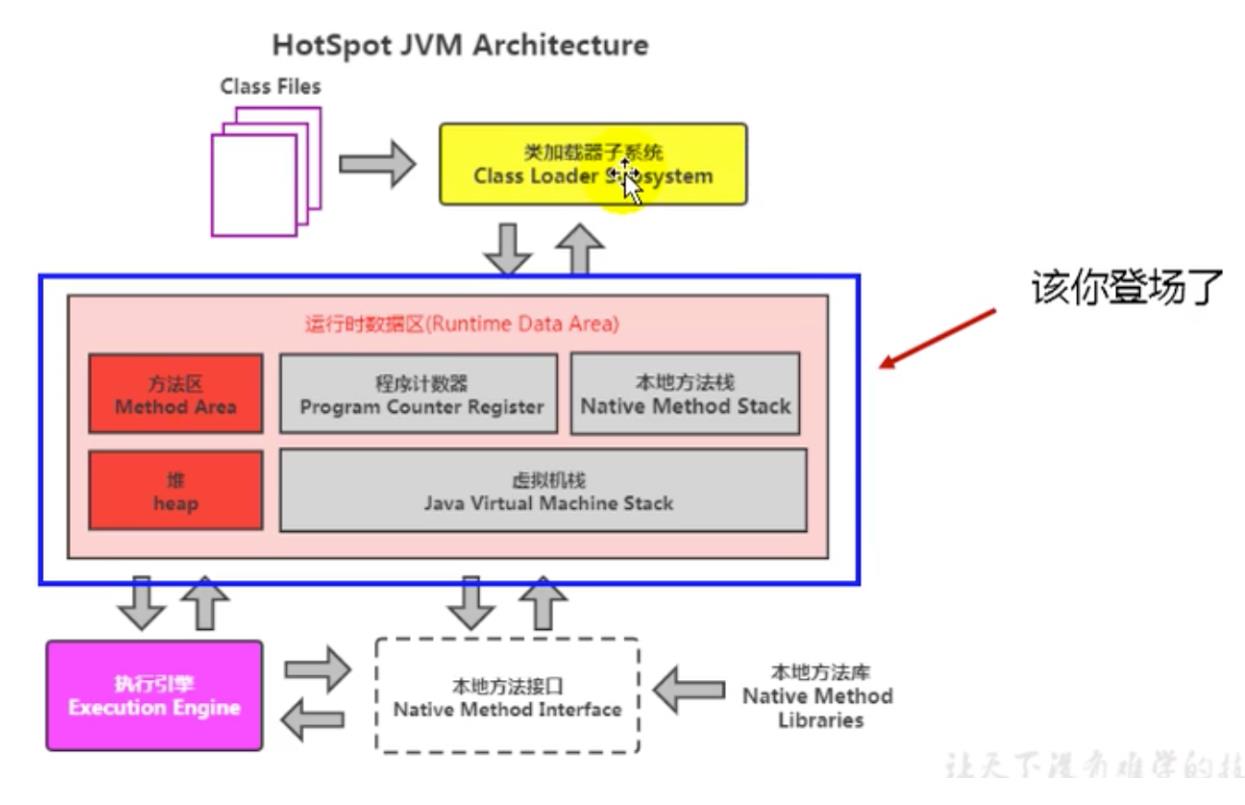 HotSpot JVM Architecture
Class Files
类加载器子系统
Class Loader Subsystem
该你登场了
运行时数据区(Runtime Data Area)
方法区
Method Area
程序计数器
Program Counter Register
本地方法栈
Native Method Stack
堆
heap
虚拟机栈
Java Virtual Machine Stack
执行引擎
Execution Engine
本地方法接口
Native Method Interface
本地方法库
Native Method
Libraries
让天下没有难学的技